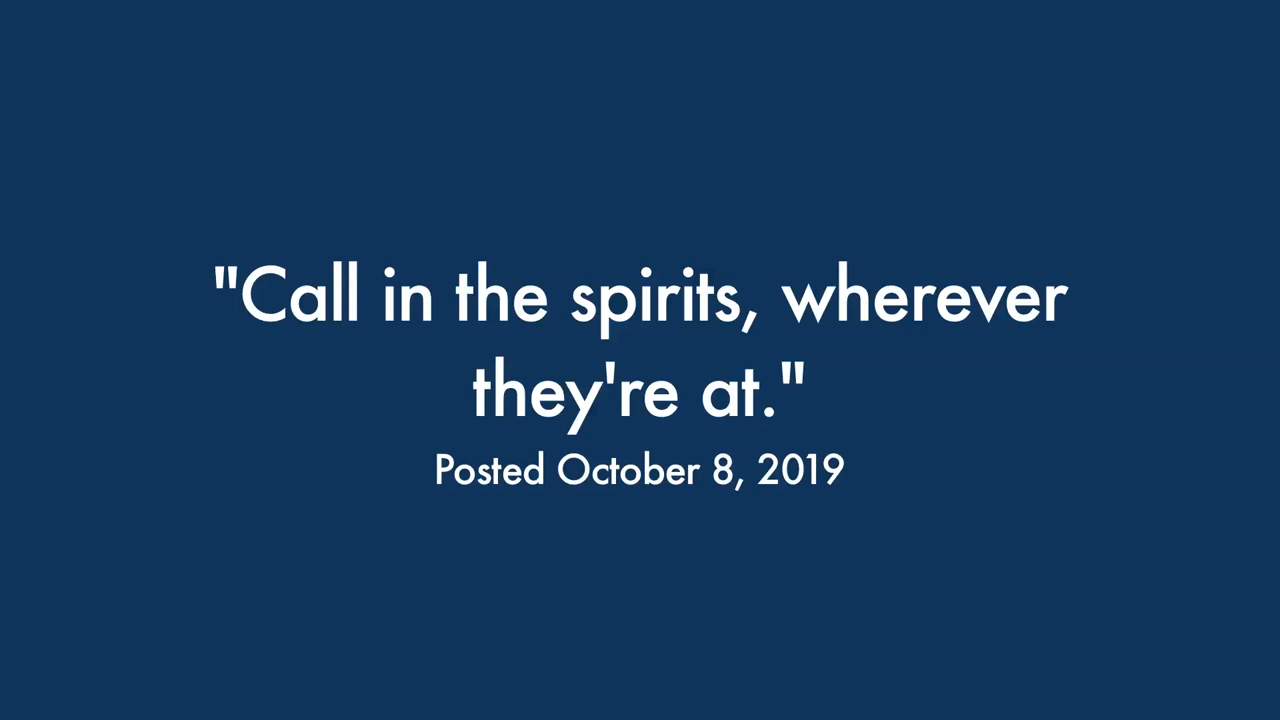 "Call in the spirits, wherever
they're at."
Posted October 8, 2019